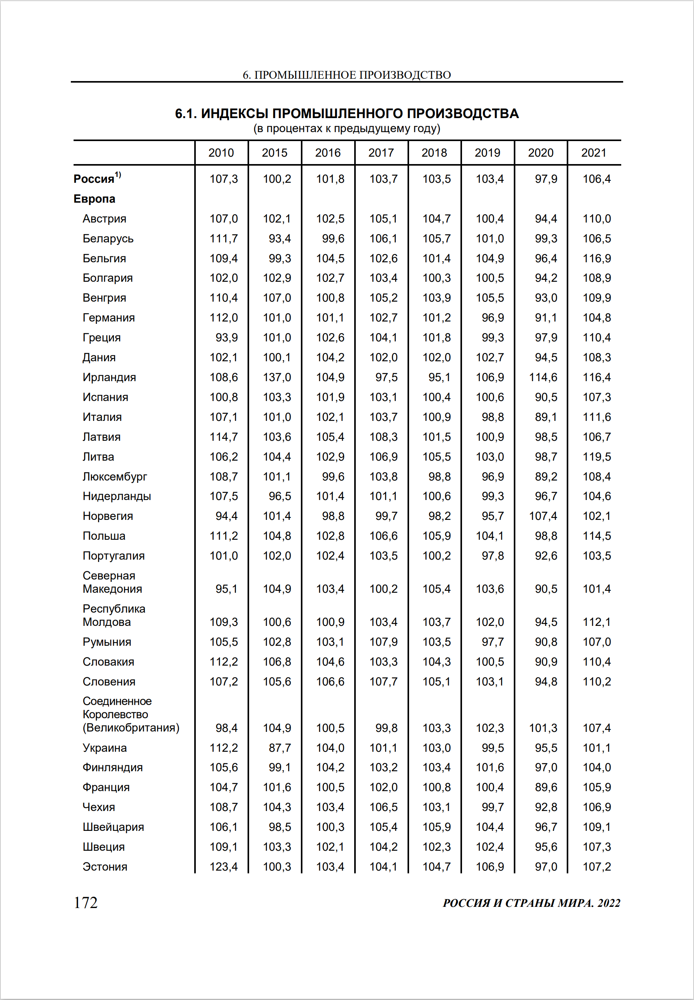 6. ПРОМЫШЛЕННОЕ ПРОИЗВОДСТВО
6.1. ИНДЕКСЫ ПРОМЫШЛЕННОГО ПРОИЗВОДСТВА
(в процентах к предыдущему году)
2010 2015 2016 2017 2018 2019 2020 2021
Россия1) 107,3 100,2 101,8 103,7 103,5 103,4 97,9 106,4
Европа
Австрия 107,0 102,1 102,5 105,1 104,7 100,4 94,4 110,0
Беларусь 111,7 93,4 99,6 106,1 105,7 101,0 99,3 106,5
Бельгия 109,4 99,3 104,5 102,6 101,4 104,9 96,4 116,9
Болгария 102,0 102,9 102,7 103,4 100,3 100,5 94,2 108,9
Венгрия 110,4 107,0 100,8 105,2 103,9 105,5 93,0 109,9
Германия 112,0 101,0 101,1 102,7 101,2 96,9 91,1 104,8
Греция 93,9 101,0 102,6 104,1 101,8 99,3 97,9 110,4
Дания 102,1 100,1 104,2 102,0 102,0 102,7 94,5 108,3
Ирландия 108,6 137,0 104,9 97,5 95,1 106,9 114,6 116,4
Испания 100,8 103,3 101,9 103,1 100,4 100,6 90,5 107,3
Италия 107,1 101,0 102,1 103,7 100,9 98,8 89,1 111,6
Латвия 114,7 103,6 105,4 108,3 101,5 100,9 98,5 106,7
Литва 106,2 104,4 102,9 106,9 105,5 103,0 98,7 119,5
Люксембург 108,7 101,1 99,6 103,8 98,8 96,9 89,2 108,4
Нидерланды 107,5 96,5 101,4 101,1 100,6 99,3 96,7 104,6
Норвегия 94,4 101,4 98,8 99,7 98,2 95,7 107,4 102,1
Польша 111,2 104,8 102,8 106,6 105,9 104,1 98,8 114,5
Португалия 101,0 102,0 102,4 103,5 100,2 97,8 92,6 103,5
Северная
Македония 95,1 104,9 103,4 100,2 105,4 103,6 90,5 101,4
Республика
Молдова 109,3 100,6 100,9 103,4 103,7 102,0 94,5 112,1
Румыния 105,5 102,8 103,1 107,9 103,5 97,7 90,8 107,0
Словакия 112,2 106,8 104,6 103,3 104,3 100,5 90,9 110,4
Словения 107,2 105,6 106,6 107,7 105,1 103,1 94,8 110,2
Соединенное
Королевство
(Великобритания) 98,4 104,9 100,5 99,8 103,3 102,3 101,3 107,4
Украина 112,2 87,7 104,0 101,1 103,0 99,5 95,5 101,1
Финляндия 105,6 99,1 104,2 103,2 103,4 101,6 97,0 104,0
Франция 104,7 101,6 100,5 102,0 100,8 100,4 89,6 105,9
Чехия 108,7 104,3 103,4 106,5 103,1 99,7 92,8 106,9
Швейцария 106,1 98,5 100,3 105,4 105,9 104,4 96,7 109,1
Швеция 109,1 103,3 102,1 104,2 102,3 102,4 95,6 107,3
Эстония 123,4 100,3 103,4 104,1 104,7 106,9 97,0 107,2
172 РОССИЯ И СТРАНЫ МИРА. 2022